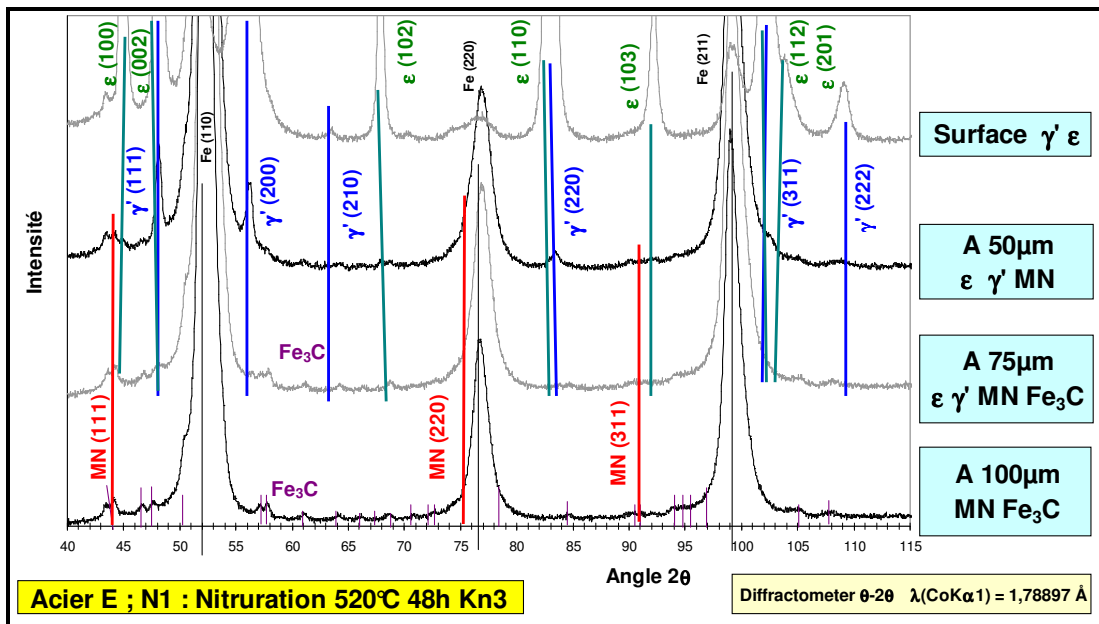 ε (100)
ε (002)
ε (102)
Fe (220)
ε (110)
ε (103)
Fe (211)
ε (112)
ε (201)
Fe (110)
γ' (111)
γ' (200)
γ' (210)
γ' (220)
γ' (311)
γ' (222)
Surface γ' ε
A 50µm
ε γ' MN
Fe₃C
A 75µm
ε γ' MN Fe₃C
MN (111)
MN (220)
MN (311)
Fe₃C
A 100µm
MN Fe₃C
Intensité
40 45 50 55 60 65 70 75 80 85 90 95 100 105 110 115
Angle 2θ
Acier E ; N1 : Nitruration 520°C 48h Kn3
Diffractometer θ-2θ λ(CoKα1) = 1,78897 Å